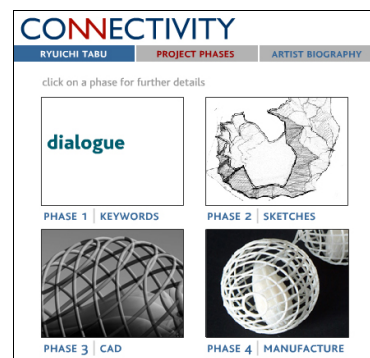 CONNECTIVITY
RYUICHI TABU PROJECT PHASES ARTIST BIOGRAPHY
click on a phase for further details
dialogue
PHASE 1 | KEYWORDS PHASE 2 | SKETCHES
PHASE 3 | CAD PHASE 4 | MANUFACTURE